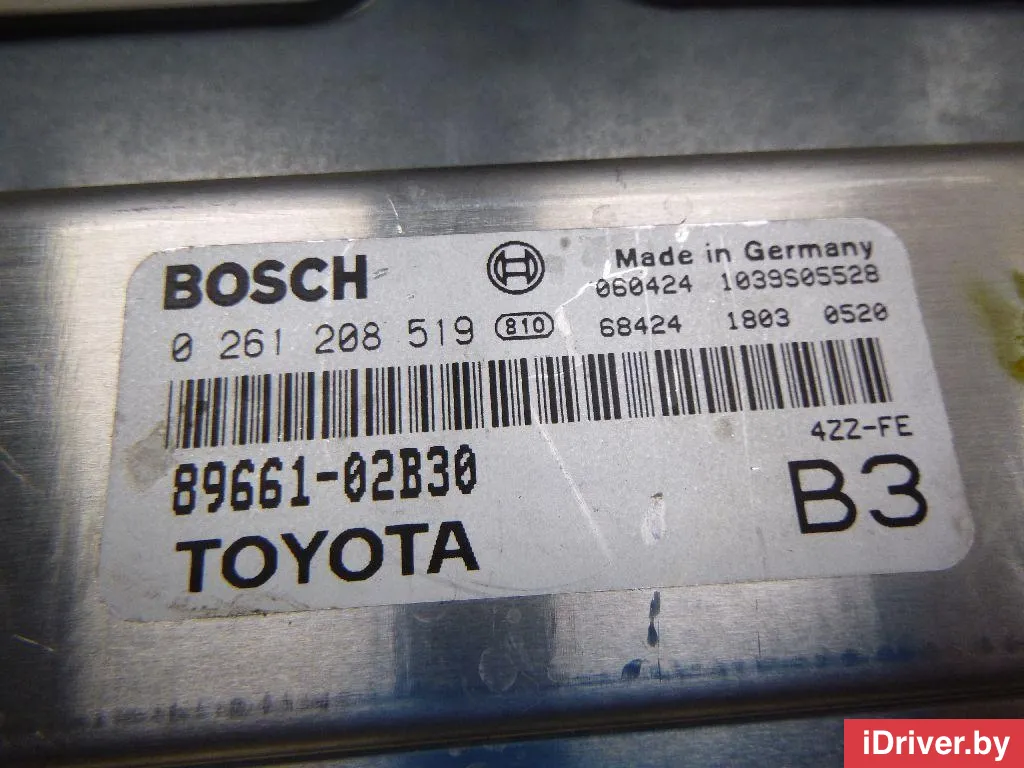 BOSCH
Made in Germany
060424 1039S05528
0 261 208 519 810 68424 1803 0520
4ZZ-FE
89661-02B30
B3
TOYOTA
iDriver.by